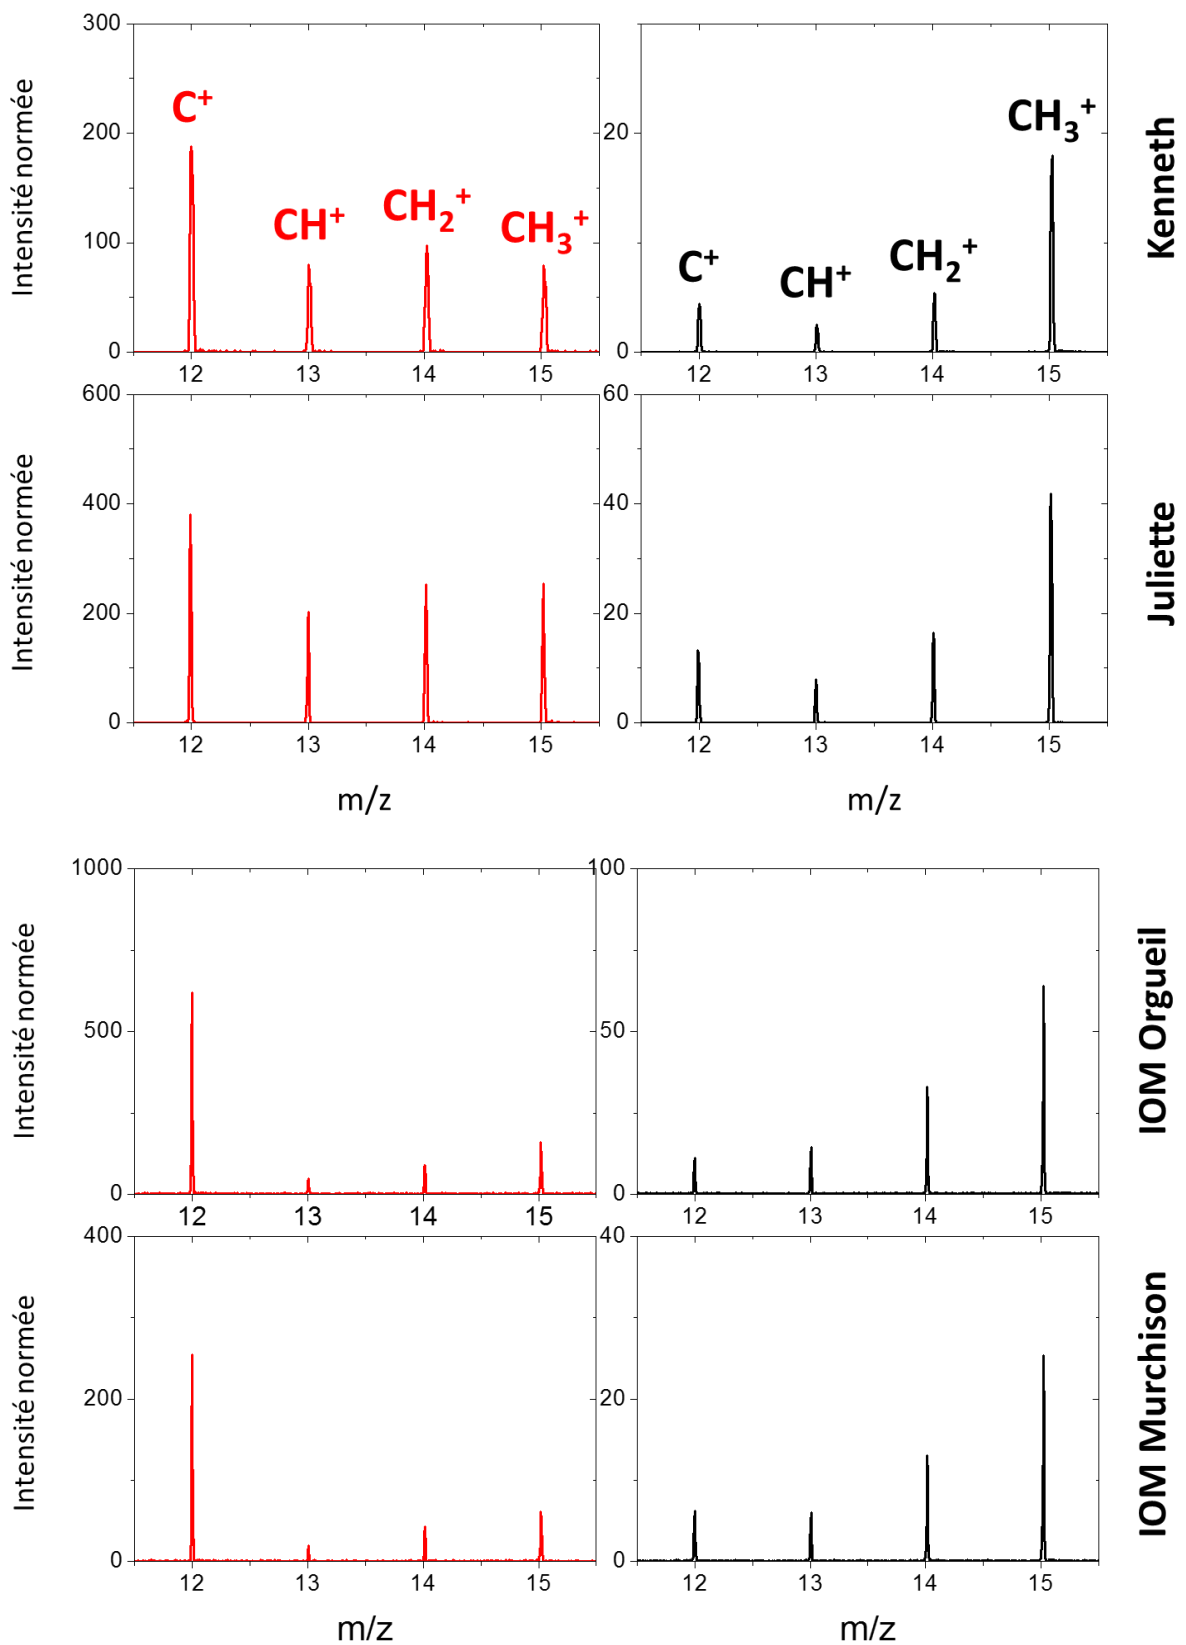 300
200
100
0
Intensité normée
C+
CH+
CH2+
CH3+
12 13 14 15
20
0
C+
CH+
CH2+
CH3+
12 13 14 15
Kenneth
600
400
200
0
Intensité normée
12 13 14 15
m/z
60
40
20
0
12 13 14 15
m/z
Juliette
1000
500
0
Intensité normée
12 13 14 15
100
50
0
12 13 14 15
IOM Orgueil
400
200
0
Intensité normée
12 13 14 15
m/z
40
20
0
12 13 14 15
m/z
IOM Murchison